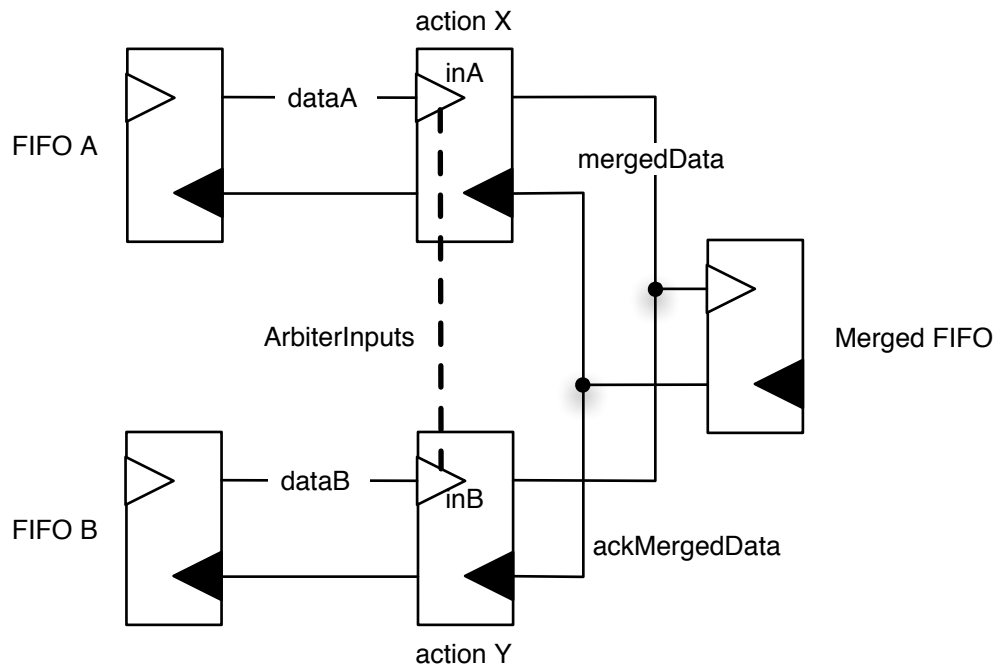 action X
inA
dataA
FIFO A
mergedData
ArbiterInputs
Merged FIFO
dataB
inB
FIFO B
ackMergedData
action Y